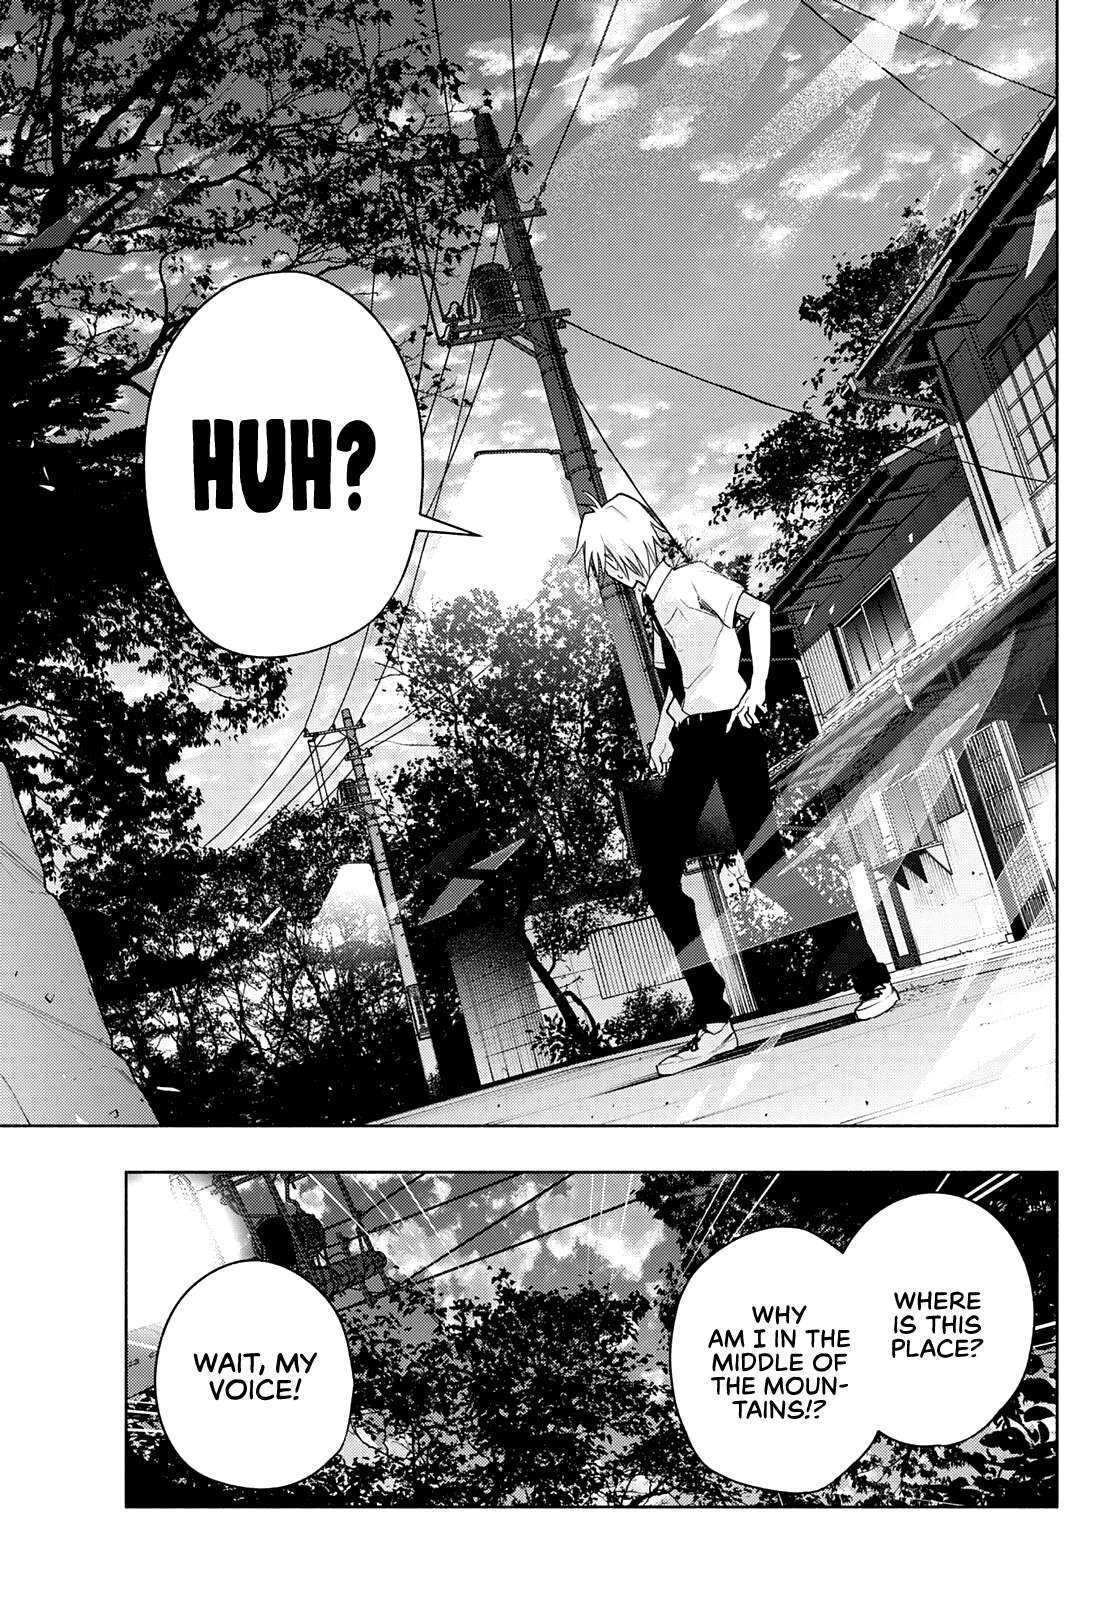 HUH?
WHERE
IS THIS
PLACE?
WHY
AM I IN THE
MIDDLE OF
THE MOUN-
TAINS!?
WAIT, MY
VOICE!